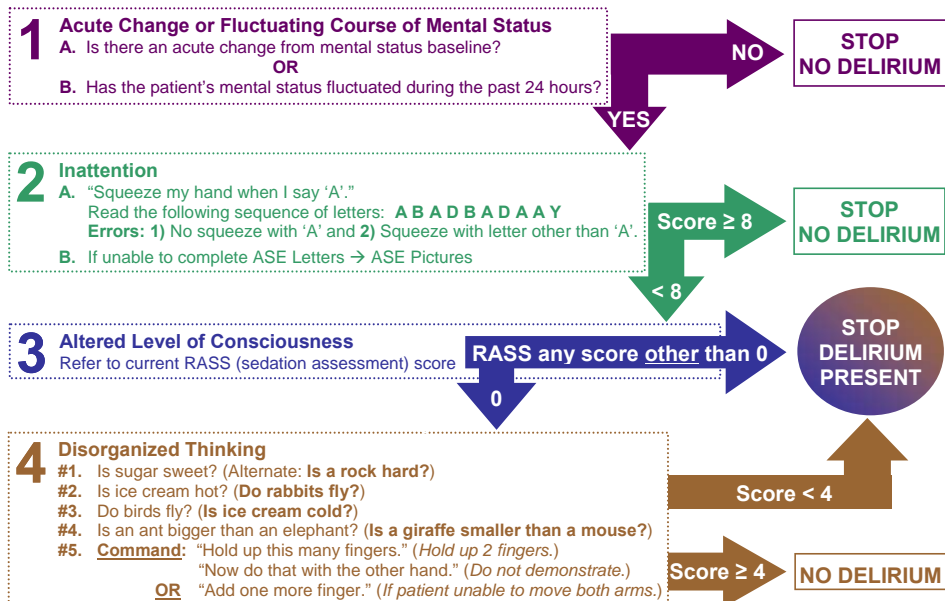 1 Acute Change or Fluctuating Course of Mental Status
A. Is there an acute change from mental status baseline?
OR
B. Has the patient's mental status fluctuated during the past 24 hours?
NO
YES
STOP
NO DELIRIUM
2 Inattention
A. “Squeeze my hand when I say ‘A’.”
Read the following sequence of letters: A B A D B A D A A Y
Errors: 1) No squeeze with ‘A’ and 2) Squeeze with letter other than ‘A’.
B. If unable to complete ASE Letters → ASE Pictures
Score ≥ 8
< 8
STOP
NO DELIRIUM
3 Altered Level of Consciousness
Refer to current RASS (sedation assessment) score
RASS any score other than 0
0
STOP
DELIRIUM
PRESENT
4 Disorganized Thinking
#1. Is sugar sweet? (Alternate: Is a rock hard?)
#2. Is ice cream hot? (Do rabbits fly?)
#3. Do birds fly? (Is ice cream cold?)
#4. Is an ant bigger than an elephant? (Is a giraffe smaller than a mouse?)
#5. Command: “Hold up this many fingers.” (Hold up 2 fingers.)
“Now do that with the other hand.” (Do not demonstrate.)
OR “Add one more finger.” (If patient unable to move both arms.)
Score < 4
Score ≥ 4
NO DELIRIUM